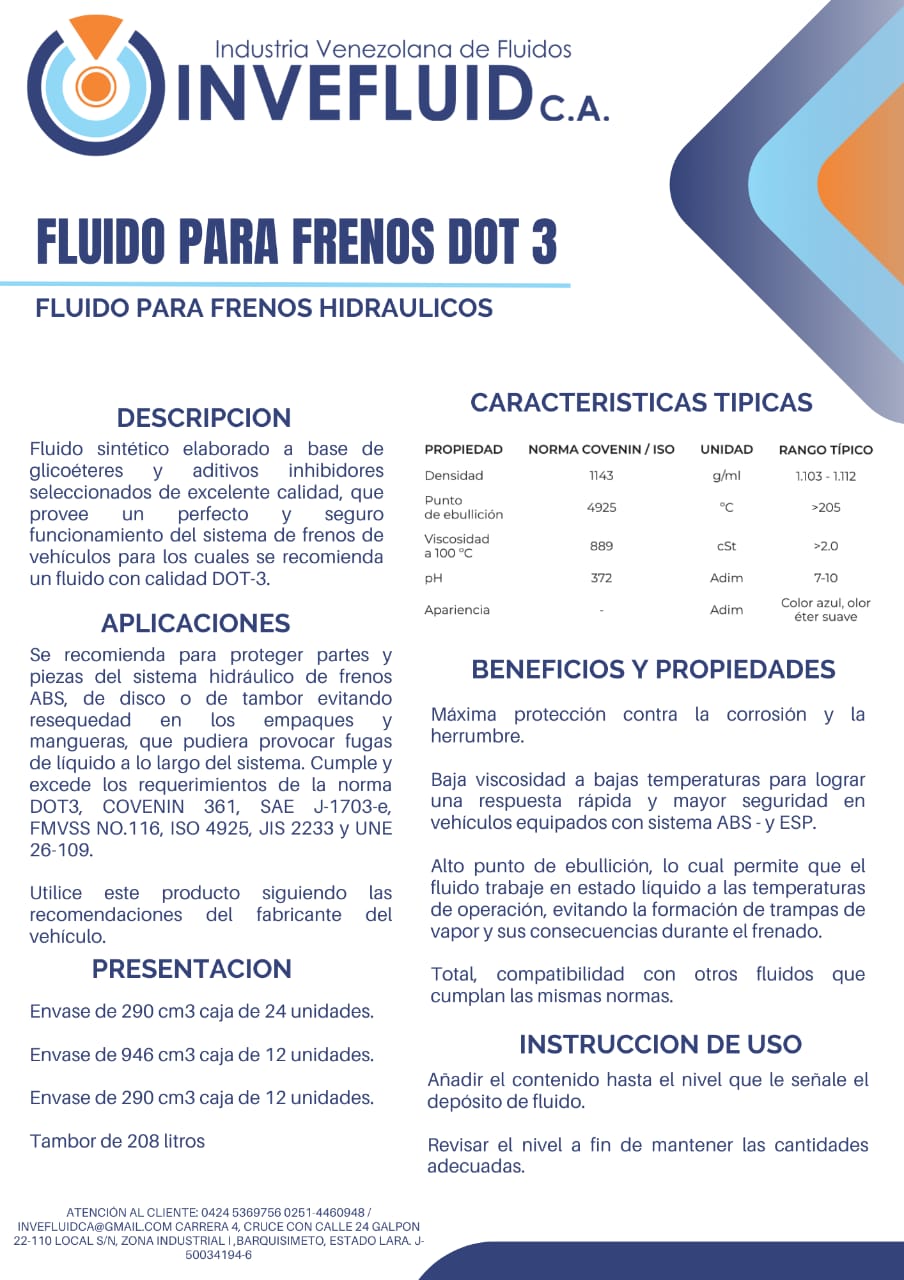 Industria Venezolana de Fluidos
INVEFLUID C.A.
FLUIDO PARA FRENOS DOT 3
FLUIDO PARA FRENOS HIDRAULICOS
DESCRIPCION
Fluido sintético elaborado a base de
glicoéteres y aditivos inhibidores
seleccionados de excelente calidad, que
provee un perfecto y seguro
funcionamiento del sistema de frenos de
vehículos para los cuales se recomienda
un fluido con calidad DOT-3.
APLICACIONES
Se recomienda para proteger partes y
piezas del sistema hidráulico de frenos
ABS, de disco o de tambor evitando
resequedad en los empaques y
mangueras, que pudiera provocar fugas
de líquido a lo largo del sistema. Cumple y
excede los requerimientos de la norma
DOT3, COVENIN 361, SAE J-1703-e,
FMVSS NO.116, ISO 4925, JIS 2233 y UNE
26-109.
Utilice este producto siguiendo las
recomendaciones del fabricante del
vehículo.
PRESENTACION
Envase de 290 cm3 caja de 24 unidades.
Envase de 946 cm3 caja de 12 unidades.
Envase de 290 cm3 caja de 12 unidades.
Tambor de 208 litros
CARACTERISTICAS TIPICAS
PROPIEDAD NORMA COVENIN / ISO UNIDAD RANGO TÍPICO
Densidad 1143 g/ml 1.103 - 1.112
Punto
de ebullición 4925 ºC >205
Viscosidad
a 100 ºC 889 cSt >2.0
pH 372 Adim 7-10
Apariencia - Adim Color azul, olor
éter suave
BENEFICIOS Y PROPIEDADES
Máxima protección contra la corrosión y la
herrumbre.
Baja viscosidad a bajas temperaturas para lograr
una respuesta rápida y mayor seguridad en
vehículos equipados con sistema ABS - y ESP.
Alto punto de ebullición, lo cual permite que el
fluido trabaje en estado líquido a las temperaturas
de operación, evitando la formación de trampas de
vapor y sus consecuencias durante el frenado.
Total, compatibilidad con otros fluidos que
cumplan las mismas normas.
INSTRUCCION DE USO
Añadir el contenido hasta el nivel que le señale el
depósito de fluido.
Revisar el nivel a fin de mantener las cantidades
adecuadas.
ATENCIÓN AL CLIENTE: 0424 5369756 0251-4460948 /
INVEFLUIDCA@GMAIL.COM CARRERA 4, CRUCE CON CALLE 24 GALPON
22-110 LOCAL S/N, ZONA INDUSTRIAL I ,BARQUISIMETO, ESTADO LARA. J-
50034194-6